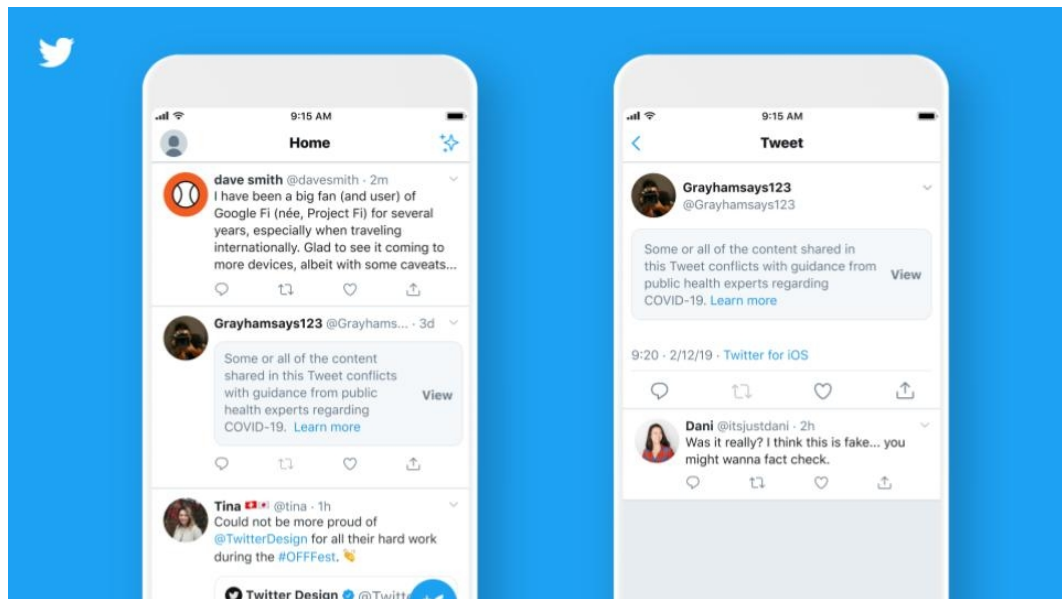 9:15 AM
Home
dave smith @davesmith · 2m
I have been a big fan (and user) of
Google Fi (née, Project Fi) for several
years, especially when traveling
internationally. Glad to see it coming to
more devices, albeit with some caveats...
Grayhamsays123 @Grayhams... · 3d
Some or all of the content
shared in this Tweet conflicts
with guidance from public
health experts regarding
COVID-19. Learn more
View
Tina @tina · 1h
Could not be more proud of
@TwitterDesign for all their hard work
during the #OFFFest. 👏
Twitter Design @Twitte
9:15 AM
Tweet
Grayhamsays123
@Grayhamsays123
Some or all of the content shared in
this Tweet conflicts with guidance from
public health experts regarding
COVID-19. Learn more
View
9:20 · 2/12/19 · Twitter for iOS
Dani @itsjustdani · 2h
Was it really? I think this is fake... you
might wanna fact check.